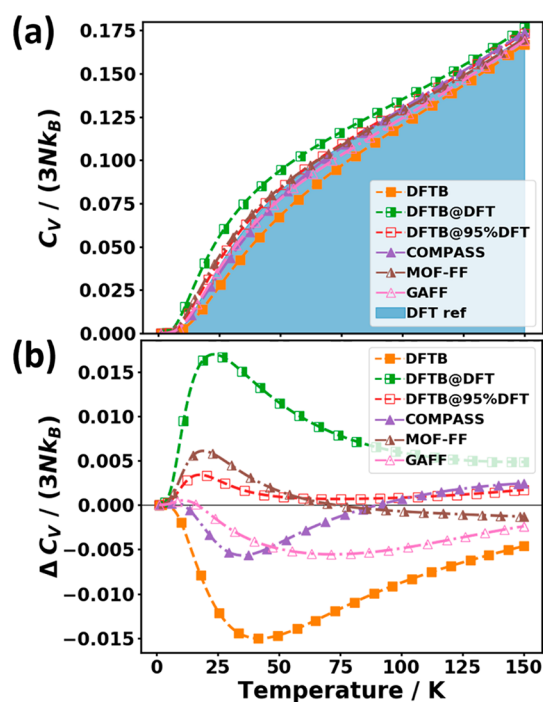 (a)
C_V / (3Nk_B)
0.175
0.150
0.125
0.100
0.075
0.050
0.025
0.000
DFTB
DFTB@DFT
DFTB@95%DFT
COMPASS
MOF-FF
GAFF
DFT ref
(b)
Δ C_V / (3Nk_B)
0.015
0.010
0.005
0.000
−0.005
−0.010
−0.015
DFTB
DFTB@DFT
DFTB@95%DFT
COMPASS
MOF-FF
GAFF
0 25 50 75 100 125 150
Temperature / K